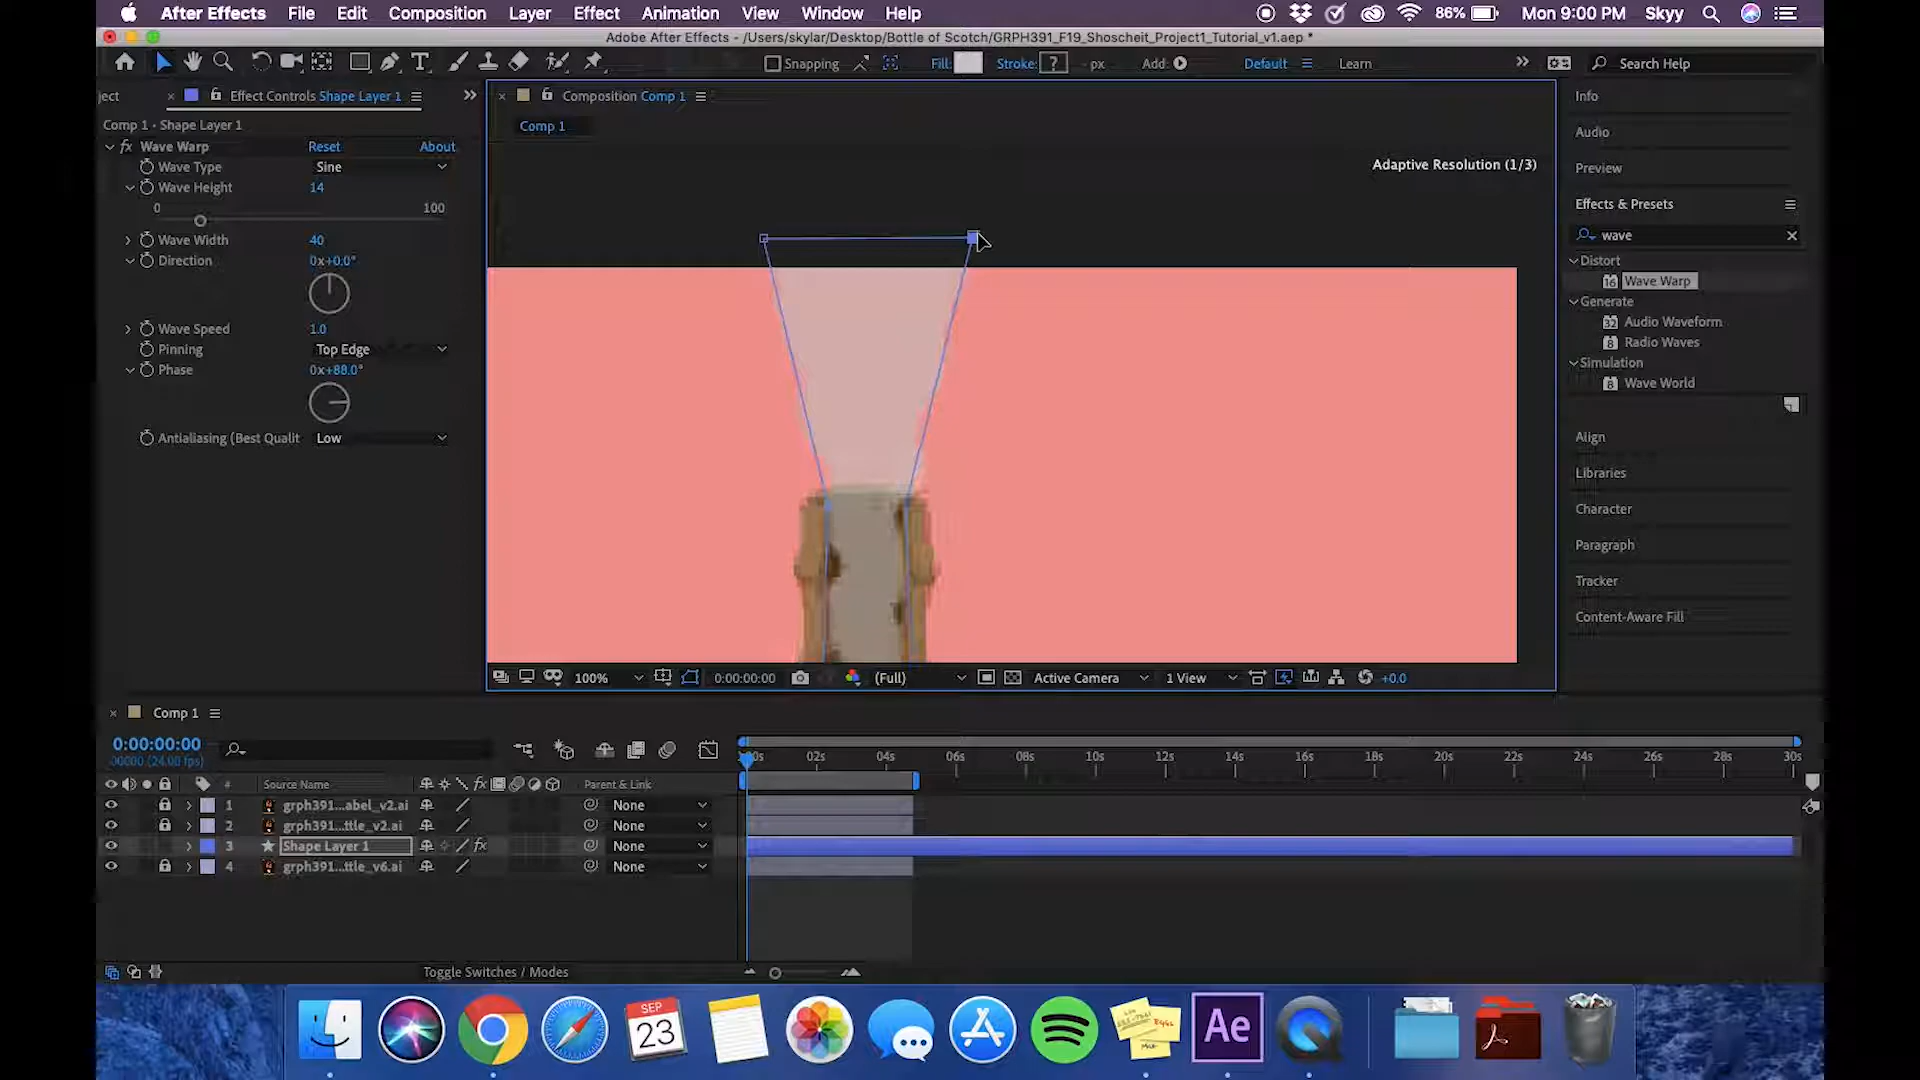 After Effects File Edit Composition Layer Effect Animation View Window Help 86% Mon 9:00 PM Skyy
Adobe After Effects - /Users/skylar/Desktop/Bottle of Scotch/GRPH391_F19_Shoscheit_Project1_Tutorial_v1.aep *
Snapping Fill: Stroke: ? - px Add: Default Learn Search Help
ject Effect Controls Shape Layer 1 Composition Comp 1 Info
Comp 1 • Shape Layer 1 Comp 1
fx Wave Warp Reset About
Wave Type Sine
Wave Height 14
0 100
Wave Width 40
Direction 0x+0.0°
Wave Speed 1.0
Pinning Top Edge
Phase 0x+88.0°
Antialiasing (Best Qualit Low
Adaptive Resolution (1/3)
Audio
Preview
Effects & Presets
wave
Distort
16 Wave Warp
Generate
32 Audio Waveform
8 Radio Waves
Simulation
8 Wave World
Align
Libraries
Character
Paragraph
Tracker
Content-Aware Fill
100% 0:00:00:00 (Full) Active Camera 1 View +0.0
Comp 1
0:00:00:00
00000 (24.00 fps)
02s 04s 06s 08s 10s 12s 14s 16s 18s 20s 22s 24s 26s 28s 30s
# Source Name fx Parent & Link
1 grph391...abel_v2.ai None
2 grph391...ttle_v2.ai None
3 Shape Layer 1 fx None
4 grph391...ttle_v6.ai None
Toggle Switches / Modes
SEP
23
Ae